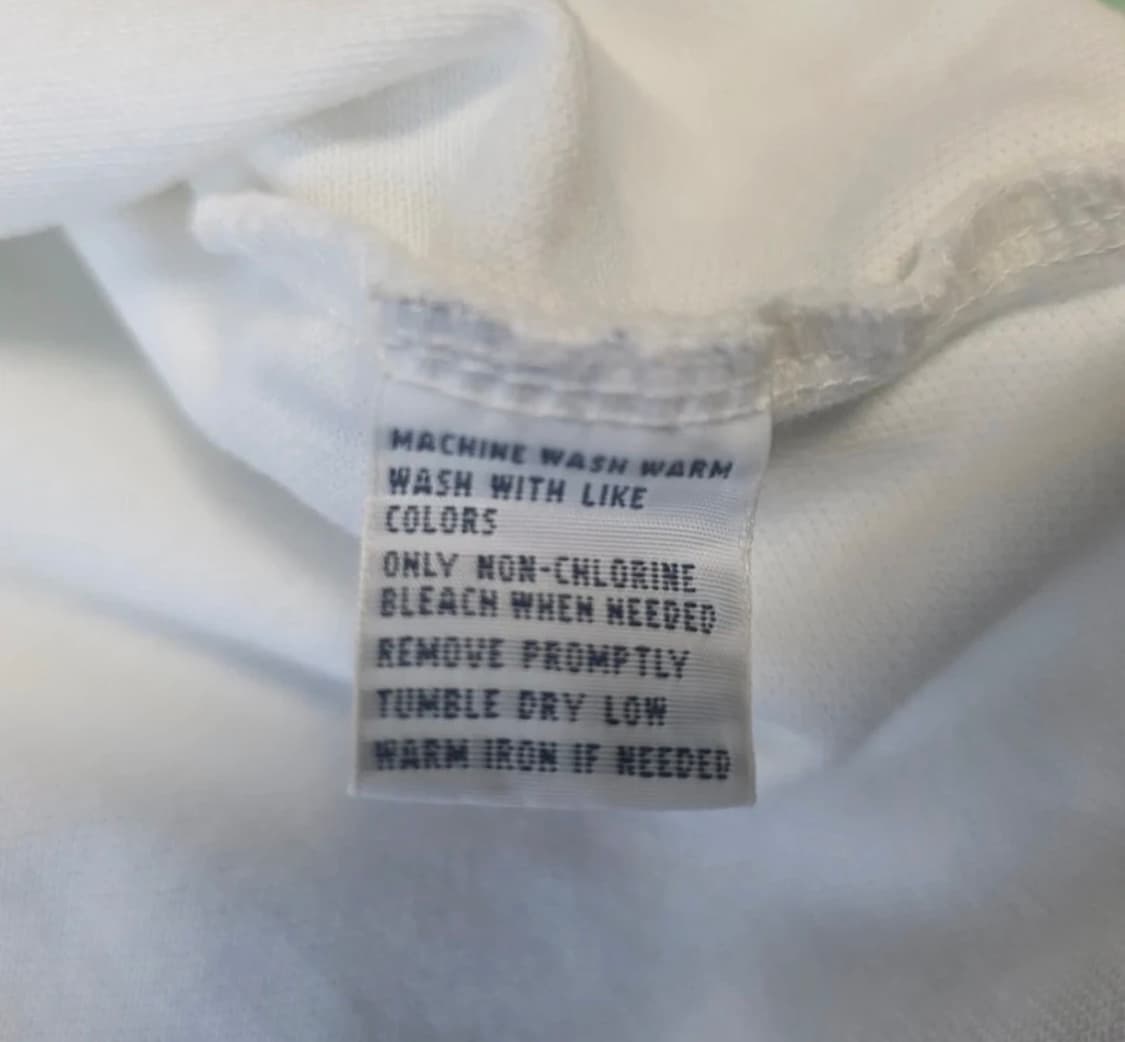 MACHINE WASH WARM
WASH WITH LIKE
COLORS
ONLY NON-CHLORINE
BLEACH WHEN NEEDED
REMOVE PROMPTLY
TUMBLE DRY LOW
WARM IRON IF NEEDED